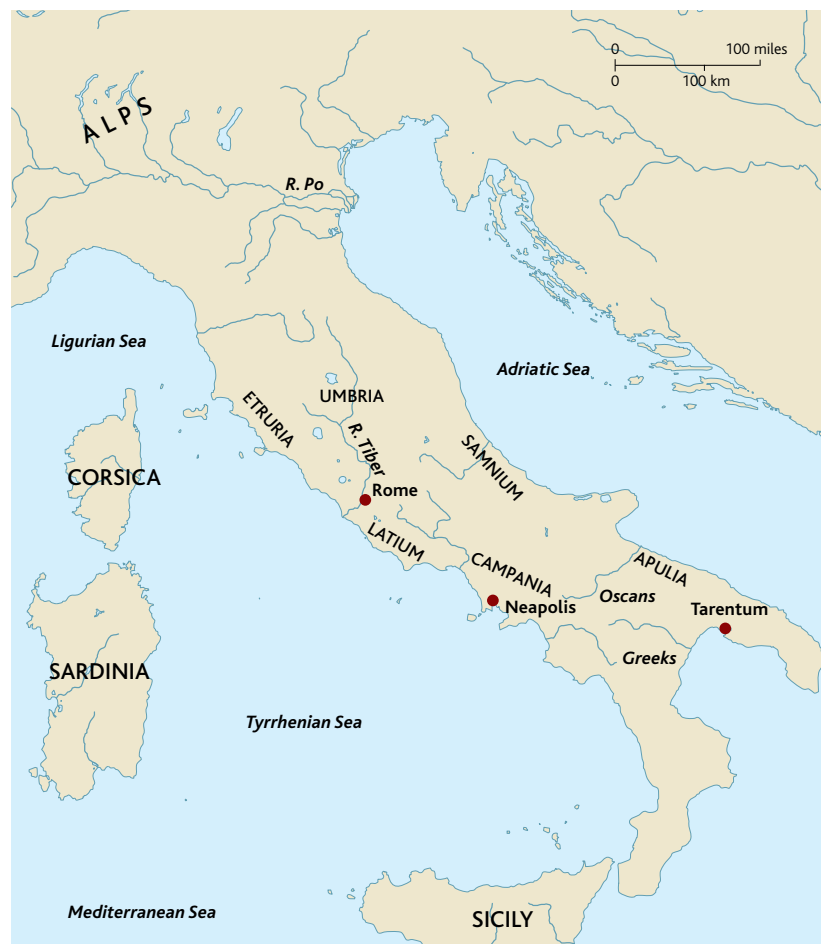 0 100 miles
0 100 km
ALPS
R. Po
Ligurian Sea
Adriatic Sea
UMBRIA
ETRURIA
R. Tiber
SAMNIUM
CORSICA
Rome
LATIUM
CAMPANIA
APULIA
Oscans
Neapolis
Tarentum
Greeks
SARDINIA
Tyrrhenian Sea
Mediterranean Sea
SICILY